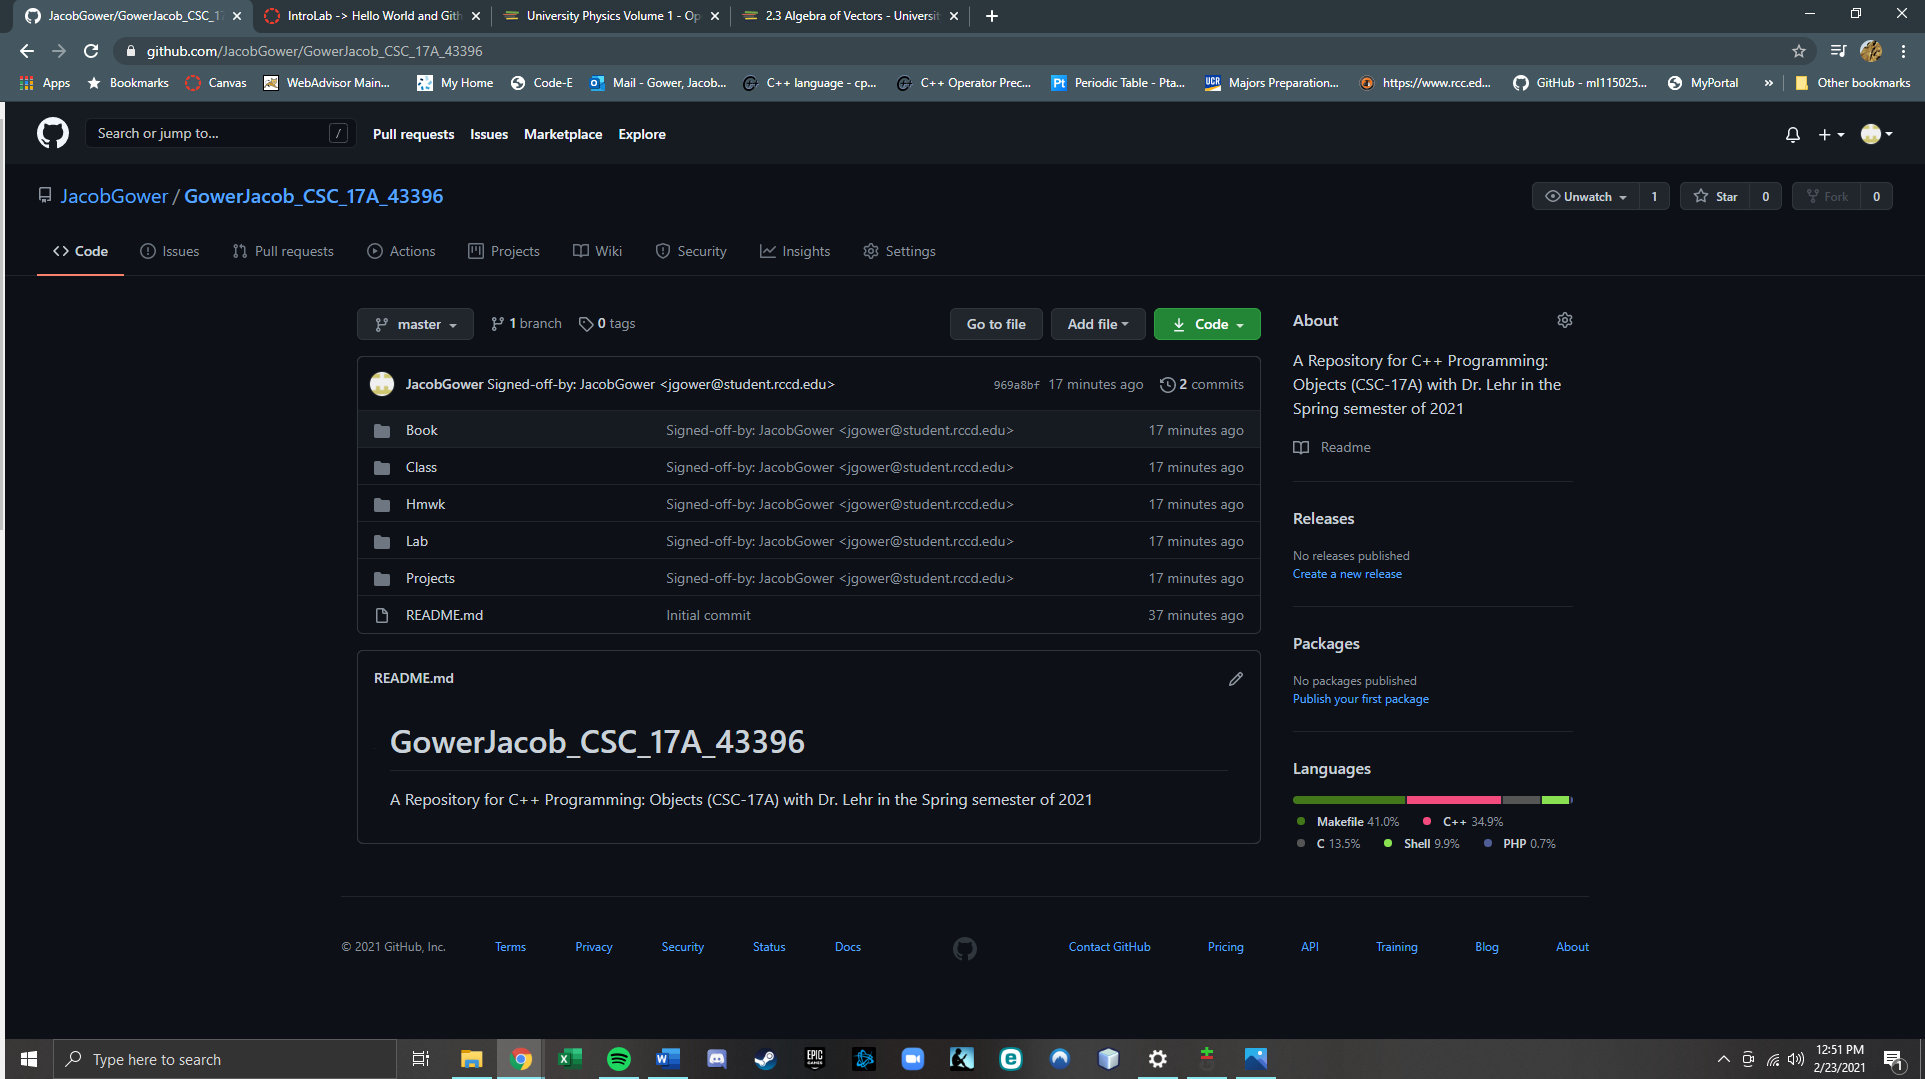 JacobGower/GowerJacob_CSC_17 IntroLab -> Hello World and Gith University Physics Volume 1 - Op 2.3 Algebra of Vectors - Universit
github.com/JacobGower/GowerJacob_CSC_17A_43396
Apps Bookmarks Canvas WebAdvisor Main... My Home Code-E Mail - Gower, Jacob... C++ language - cp... C++ Operator Prec... Periodic Table - Pta... Majors Preparation... https://www.rcc.ed... GitHub - ml115025... MyPortal » Other bookmarks
Search or jump to... / Pull requests Issues Marketplace Explore
JacobGower / GowerJacob_CSC_17A_43396 Unwatch 1 Star 0 Fork 0
Code Issues Pull requests Actions Projects Wiki Security Insights Settings
master 1 branch 0 tags Go to file Add file Code
JacobGower Signed-off-by: JacobGower <jgower@student.rccd.edu> 969a8bf 17 minutes ago 2 commits
Book Signed-off-by: JacobGower <jgower@student.rccd.edu> 17 minutes ago
Class Signed-off-by: JacobGower <jgower@student.rccd.edu> 17 minutes ago
Hmwk Signed-off-by: JacobGower <jgower@student.rccd.edu> 17 minutes ago
Lab Signed-off-by: JacobGower <jgower@student.rccd.edu> 17 minutes ago
Projects Signed-off-by: JacobGower <jgower@student.rccd.edu> 17 minutes ago
README.md Initial commit 37 minutes ago
README.md
GowerJacob_CSC_17A_43396
A Repository for C++ Programming: Objects (CSC-17A) with Dr. Lehr in the Spring semester of 2021
About
A Repository for C++ Programming:
Objects (CSC-17A) with Dr. Lehr in the
Spring semester of 2021
Readme
Releases
No releases published
Create a new release
Packages
No packages published
Publish your first package
Languages
Makefile 41.0% C++ 34.9%
C 13.5% Shell 9.9% PHP 0.7%
© 2021 GitHub, Inc. Terms Privacy Security Status Docs Contact GitHub Pricing API Training Blog About
Type here to search
12:51 PM
2/23/2021
1